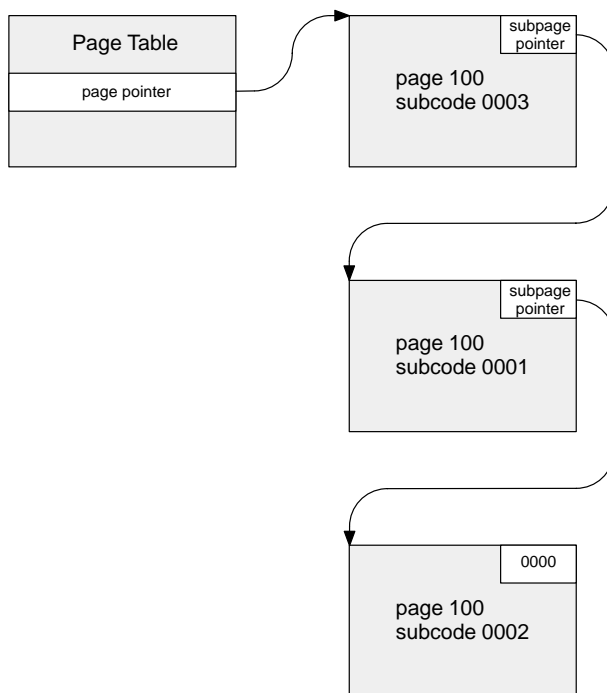 Page Table
page pointer
subpage
pointer
page 100
subcode 0003
subpage
pointer
page 100
subcode 0001
0000
page 100
subcode 0002